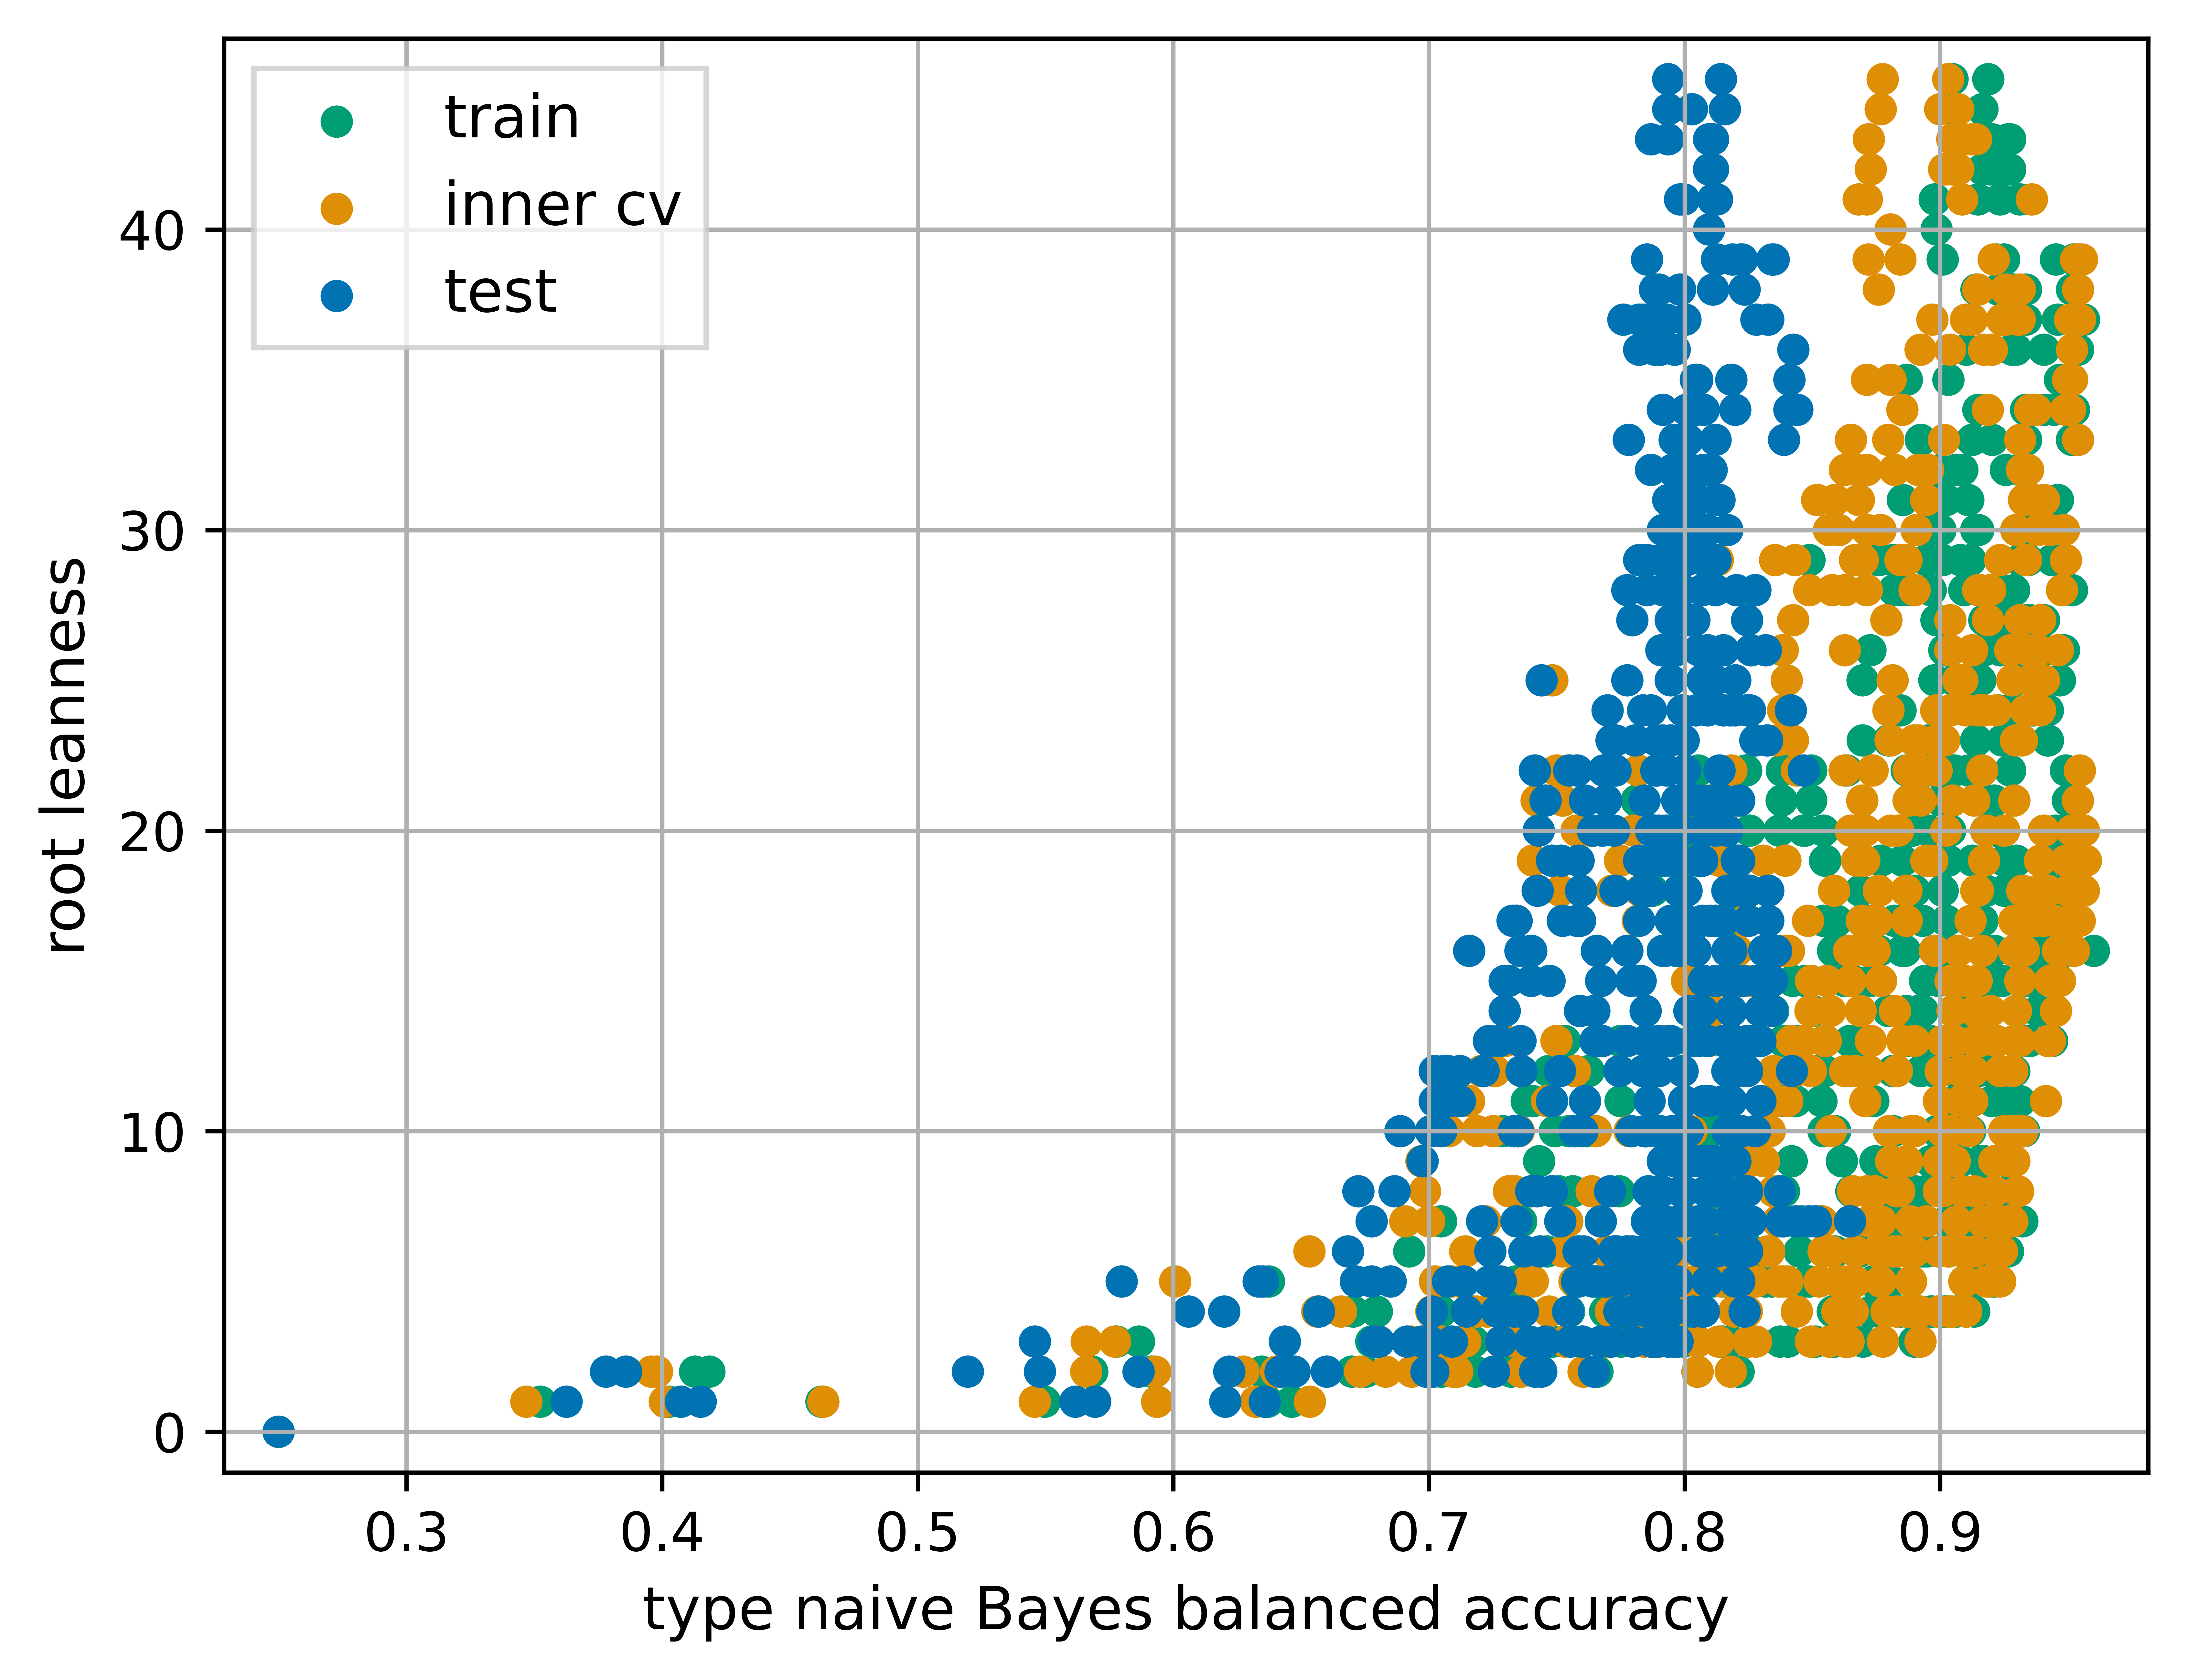 train
inner cv
test
40
30
20
10
0
root leanness
0.3 0.4 0.5 0.6 0.7 0.8 0.9
type naive Bayes balanced accuracy